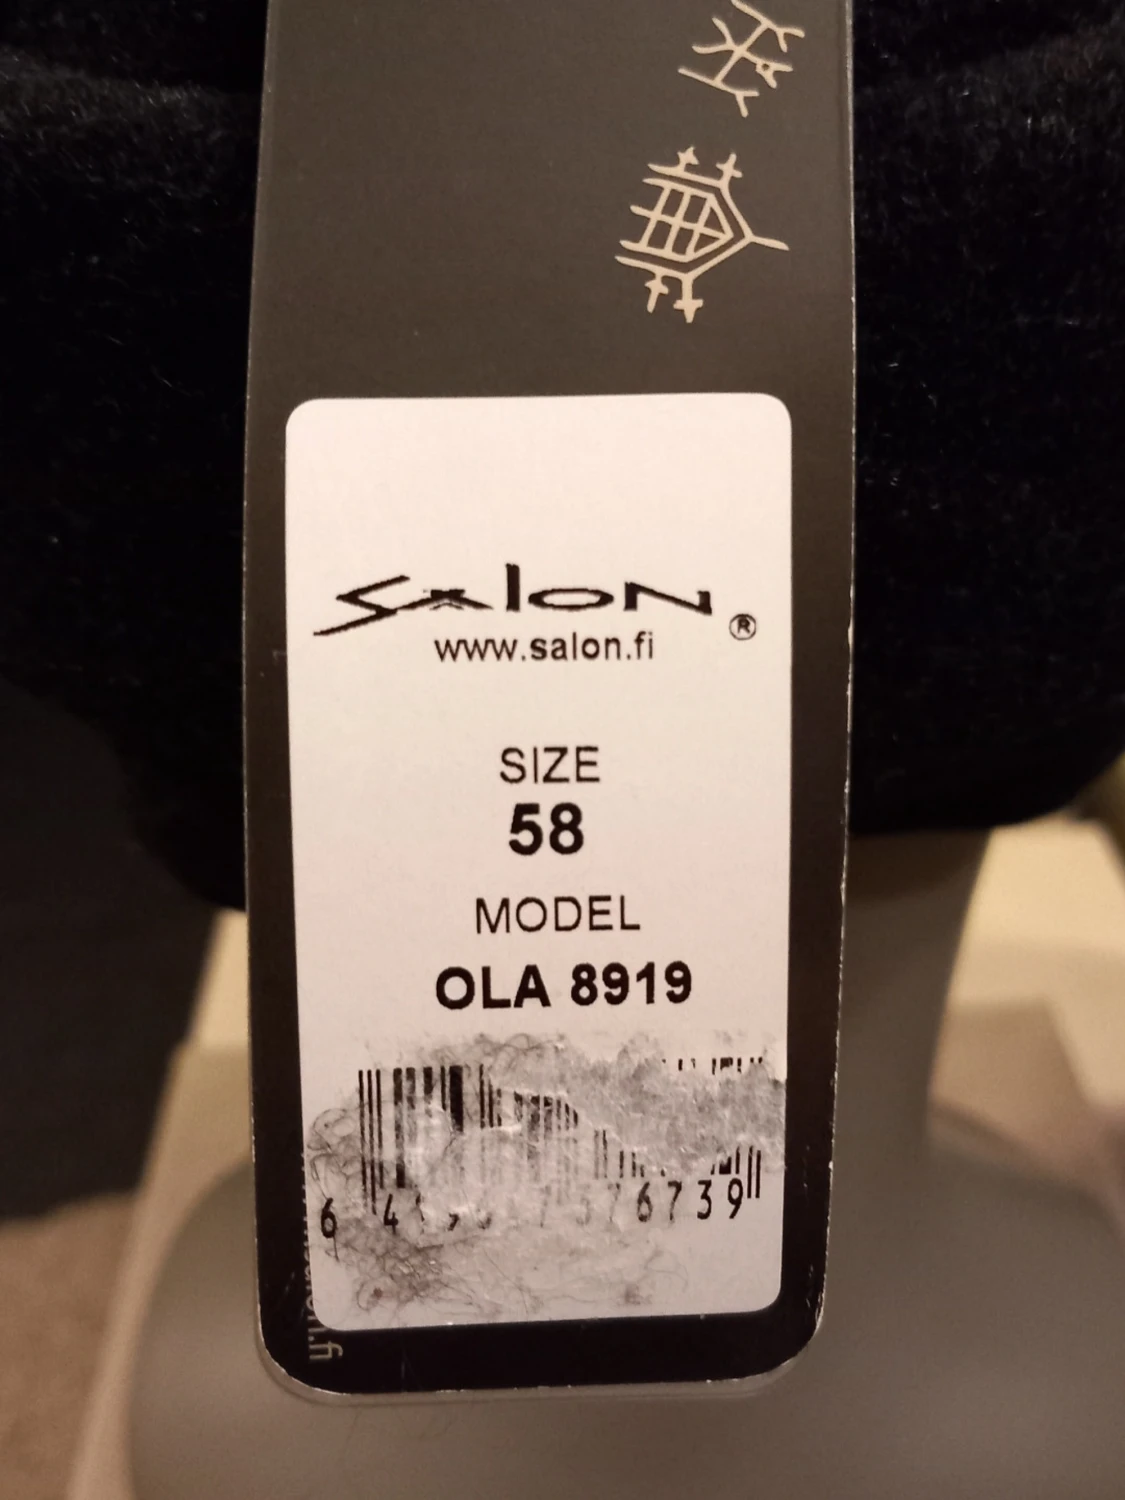 Salon ®
www.salon.fi
SIZE
58
MODEL
OLA 8919